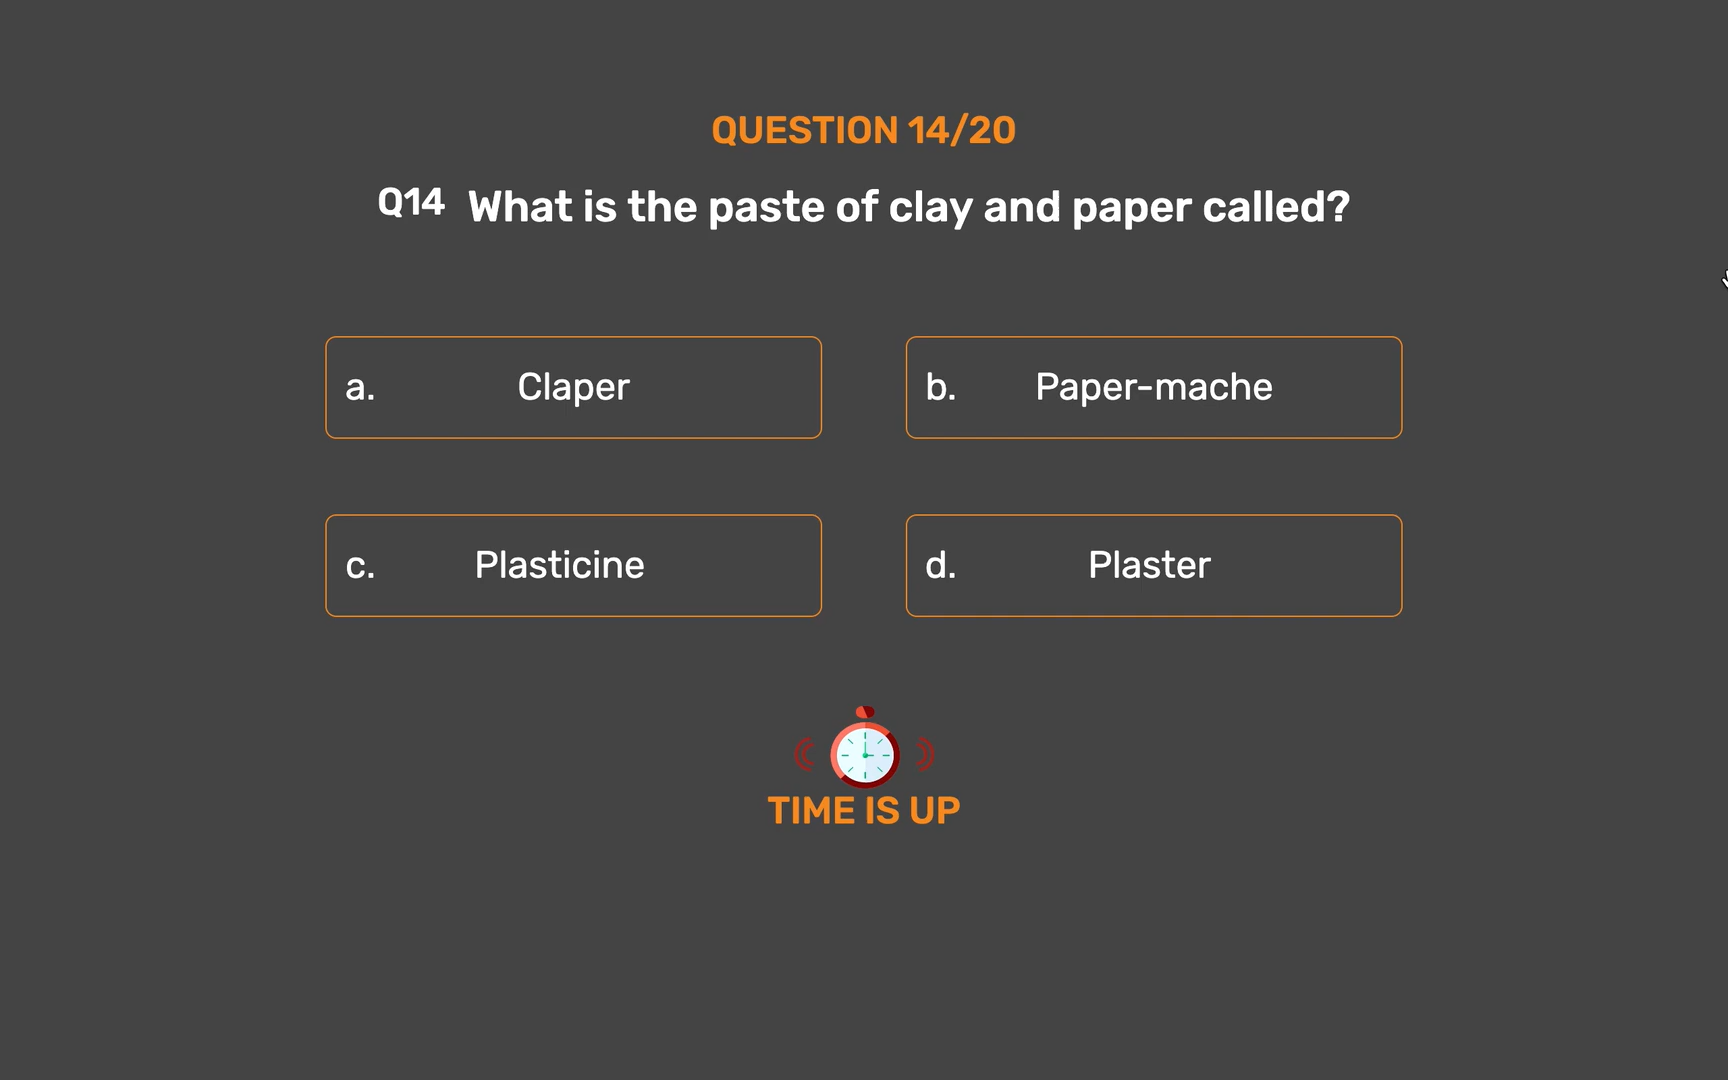 QUESTION 14/20
Q14 What is the paste of clay and paper called?
a. Claper
b. Paper-mache
c. Plasticine
d. Plaster
TIME IS UP